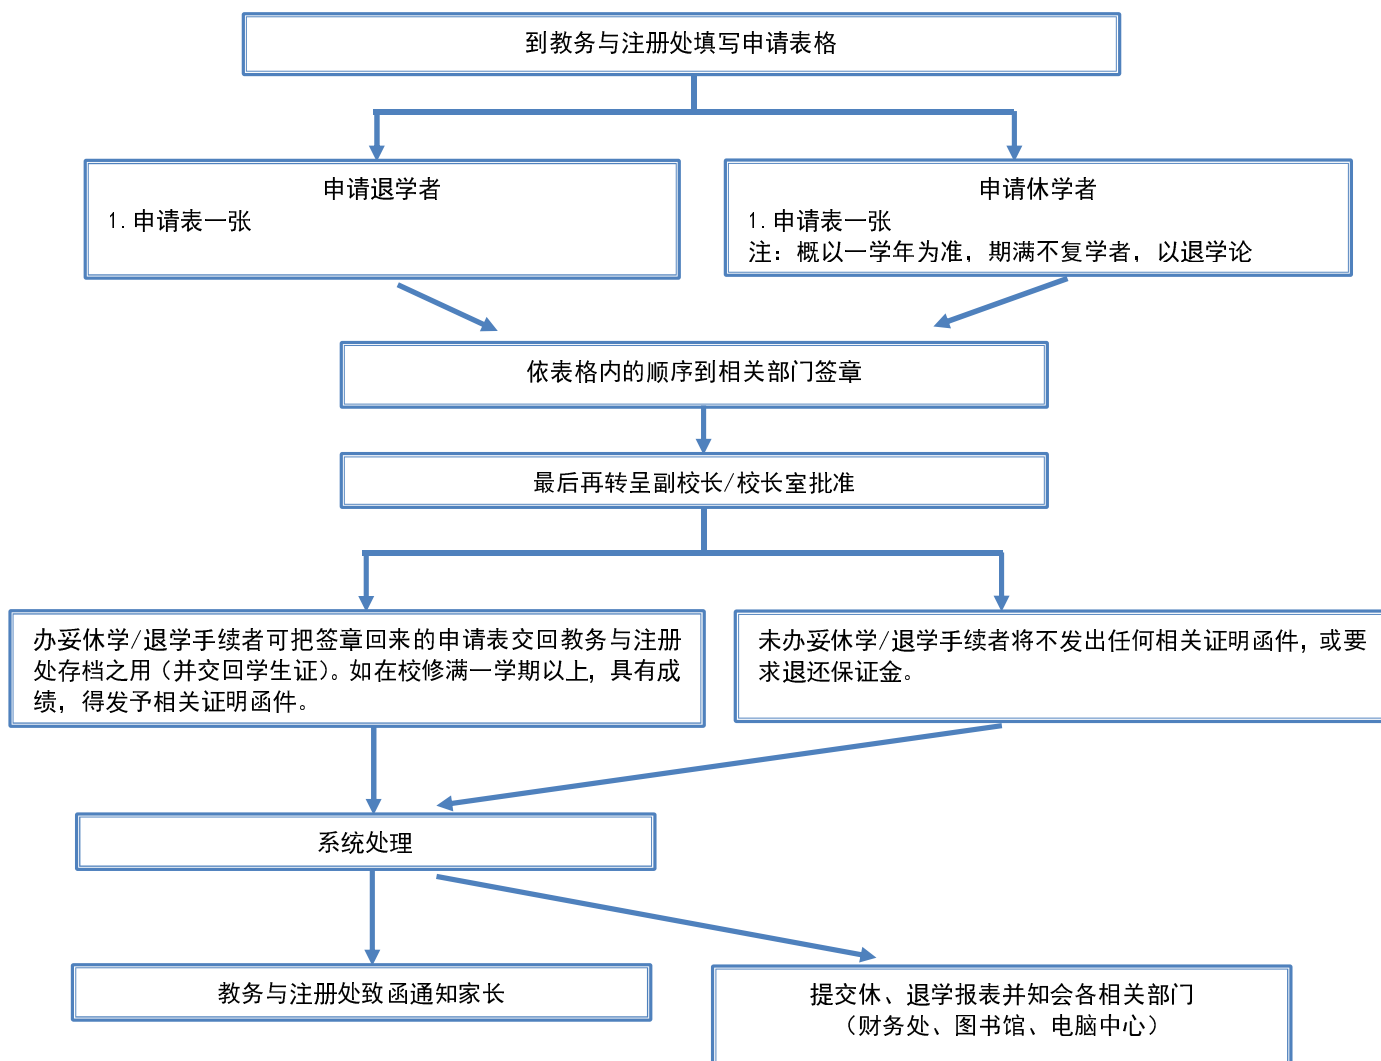 到教务与注册处填写申请表格
申请退学者
1.申请表一张
申请休学者
1.申请表一张
注：概以一学年为准，期满不复学者，以退学论
依表格内的顺序到相关部门签章
最后再转呈副校长/校长室批准
办妥休学/退学手续者可把签章回来的申请表交回教务与注册
处存档之用（并交回学生证）。如在校修满一学期以上，具有成
绩，得发予相关证明函件。
未办妥休学/退学手续者将不发出任何相关证明函件，或要
求退还保证金。
系统处理
教务与注册处致函通知家长
提交休、退学报表并知会各相关部门
（财务处、图书馆、电脑中心）